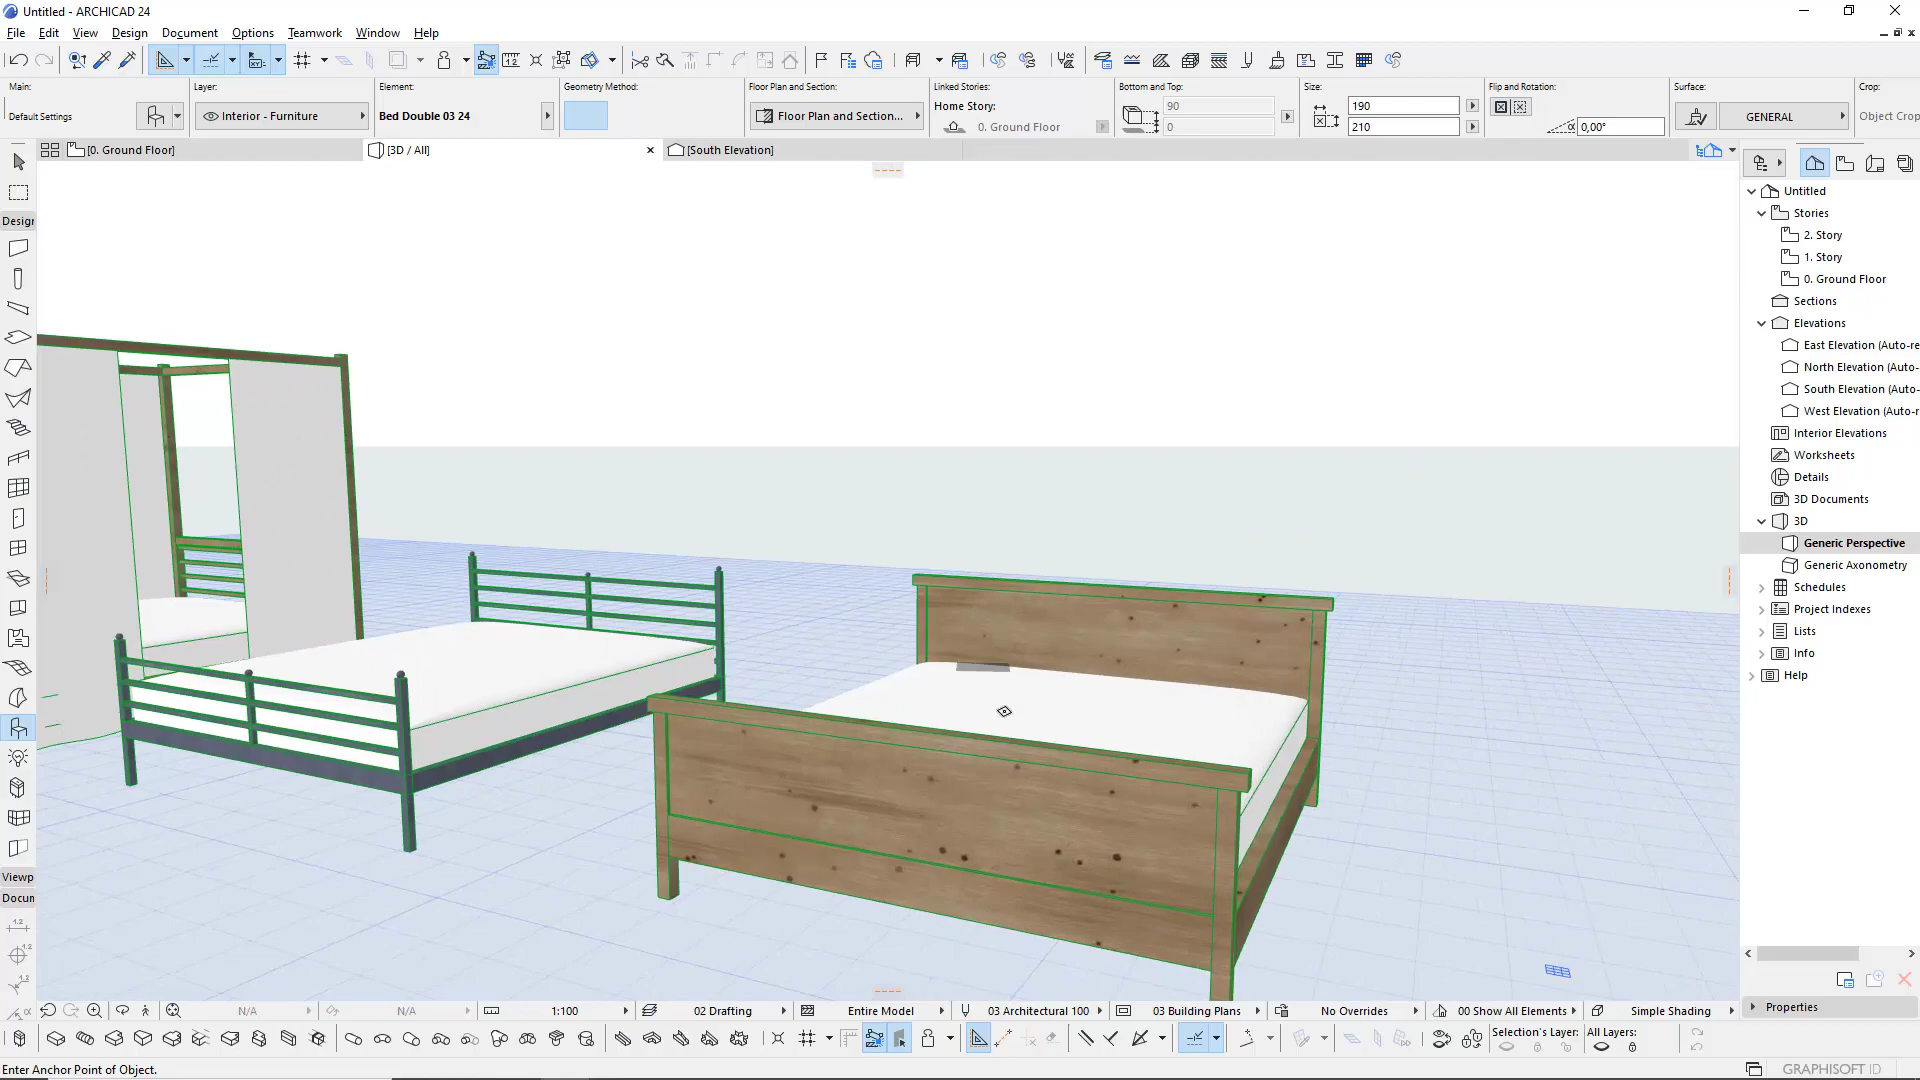 Untitled - ARCHICAD 24
File Edit View Design Document Options Teamwork Window Help
Main:
Default Settings
Layer:
Interior - Furniture
Element:
Bed Double 03 24
Geometry Method:
Floor Plan and Section:
Floor Plan and Section...
Linked Stories:
Home Story:
0. Ground Floor
Bottom and Top:
90
0
Size:
190
210
Flip and Rotation:
α 0,00°
Surface:
GENERAL
Crop:
Object Crop
[0. Ground Floor]
[3D / All]
[South Elevation]
Design
Viewp
Docum
Untitled
Stories
2. Story
1. Story
0. Ground Floor
Sections
Elevations
East Elevation (Auto-re
North Elevation (Auto-
South Elevation (Auto-
West Elevation (Auto-r
Interior Elevations
Worksheets
Details
3D Documents
3D
Generic Perspective
Generic Axonometry
Schedules
Project Indexes
Lists
Info
Help
Properties
N/A
N/A
1:100
02 Drafting
Entire Model
03 Architectural 100
03 Building Plans
No Overrides
00 Show All Elements
Simple Shading
Selection's Layer:
All Layers:
Enter Anchor Point of Object.
GRAPHISOFT ID